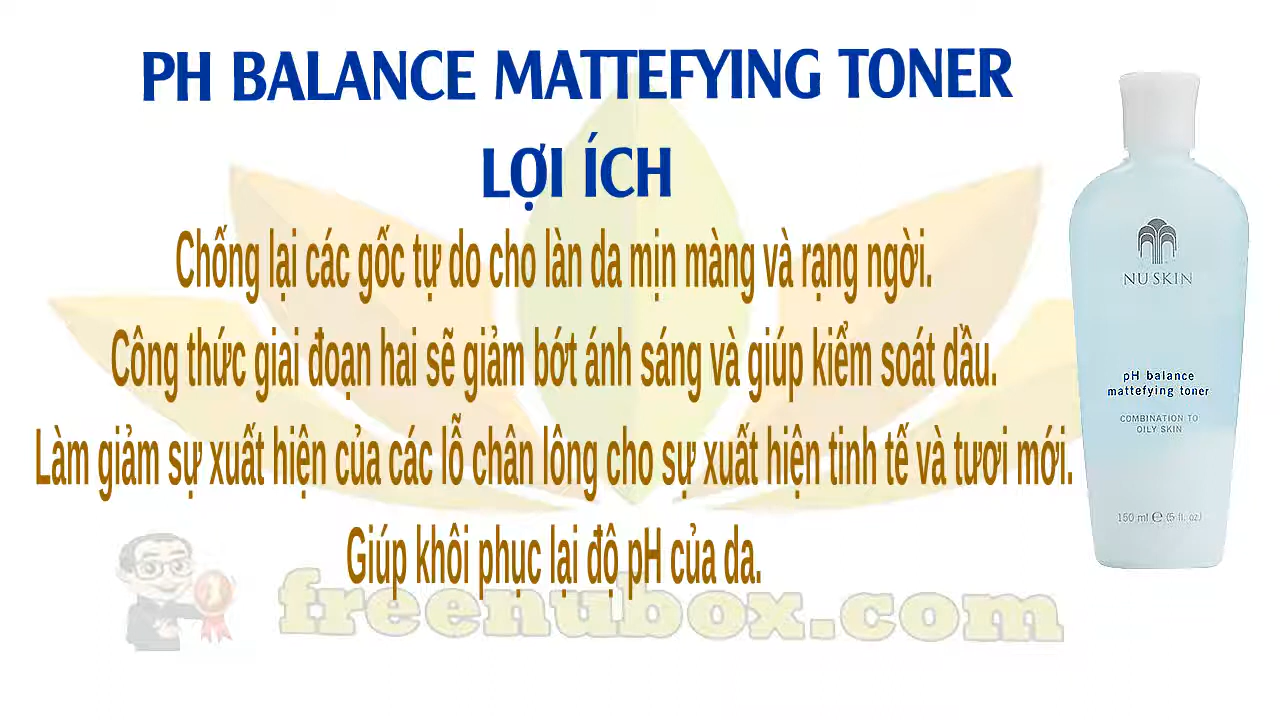 PH BALANCE MATTEFYING TONER
LỢI ÍCH
Chống lại các gốc tự do cho làn da mịn màng và rạng ngời.
Công thức giai đoạn hai sẽ giảm bớt ánh sáng và giúp kiểm soát dầu.
Làm giảm sự xuất hiện của các lỗ chân lông cho sự xuất hiện tinh tế và tươi mới.
Giúp khôi phục lại độ pH của da.
freenubox.com
NU SKIN
pH balance
mattefying toner
COMBINATION TO
OILY SKIN
150 ml ℮ (5 fl. oz.)